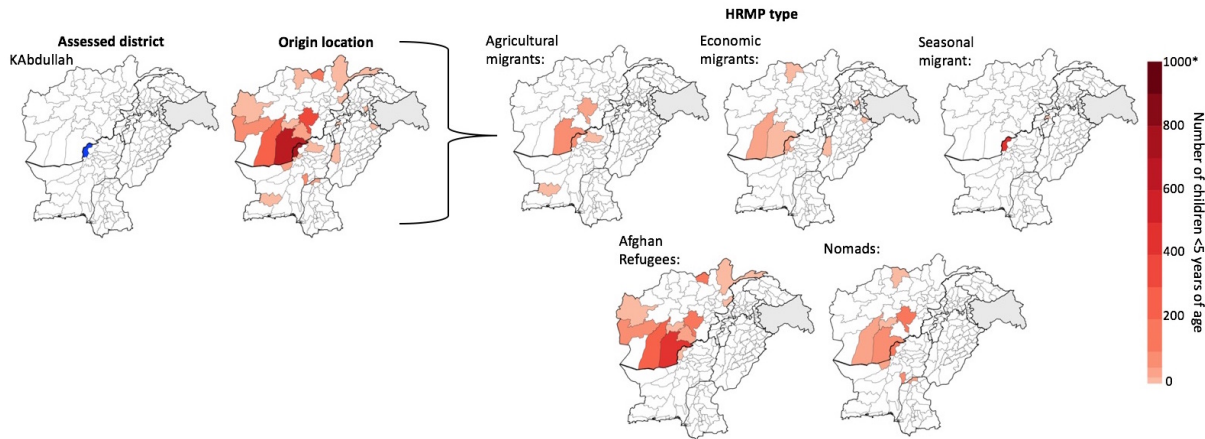 HRMP type
Assessed district
KAbdullah
Origin location
Agricultural
migrants:
Economic
migrants:
Seasonal
migrant:
Afghan
Refugees:
Nomads:
1000*
800
600
400
200
0
Number of children <5 years of age